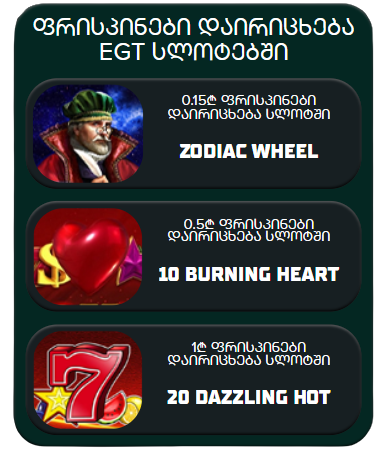 ფრისპინები დაირიცხება
EGT სლოტებში
0.15₾ ფრისპინები
დაირიცხება სლოტში
ZODIAC WHEEL
0.5₾ ფრისპინები
დაირიცხება სლოტში
10 BURNING HEART
1₾ ფრისპინები
დაირიცხება სლოტში
20 DAZZLING HOT